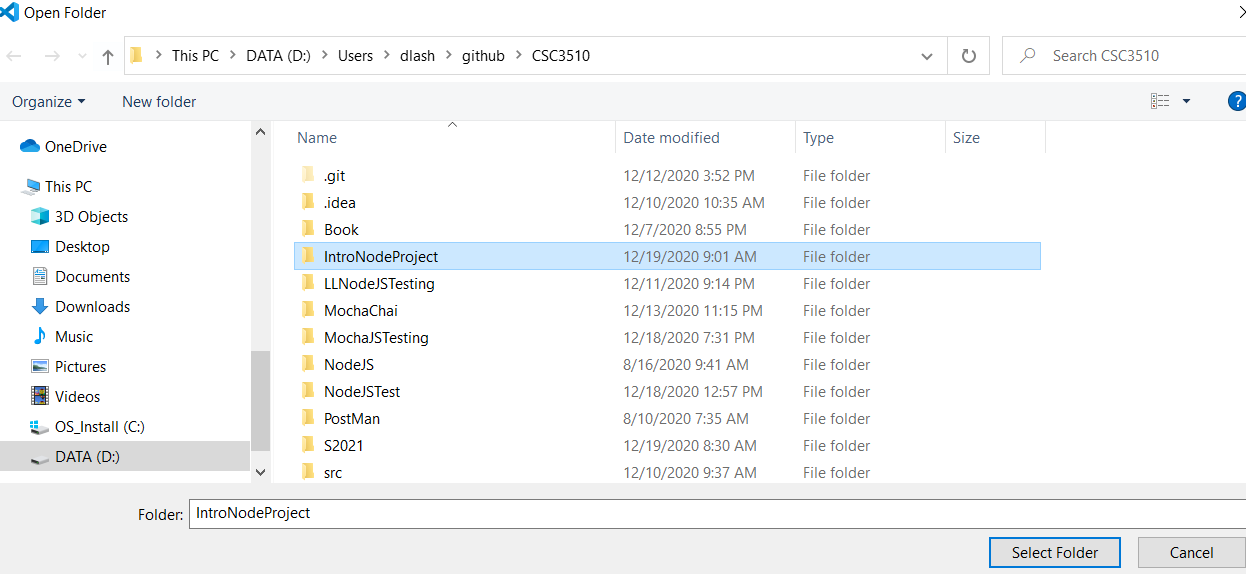 Open Folder
This PC > DATA (D:) > Users > dlash > github > CSC3510
Search CSC3510
Organize
New folder
?
OneDrive
This PC
3D Objects
Desktop
Documents
Downloads
Music
Pictures
Videos
OS_Install (C:)
DATA (D:)
Name Date modified Type Size
.git 12/12/2020 3:52 PM File folder
.idea 12/10/2020 10:35 AM File folder
Book 12/7/2020 8:55 PM File folder
IntroNodeProject 12/19/2020 9:01 AM File folder
LLNodeJSTesting 12/11/2020 9:14 PM File folder
MochaChai 12/13/2020 11:15 PM File folder
MochaJSTesting 12/18/2020 7:31 PM File folder
NodeJS 8/16/2020 9:41 AM File folder
NodeJSTest 12/18/2020 12:57 PM File folder
PostMan 8/10/2020 7:35 AM File folder
S2021 12/19/2020 8:30 AM File folder
src 12/10/2020 9:37 AM File folder
Folder: IntroNodeProject
Select Folder
Cancel